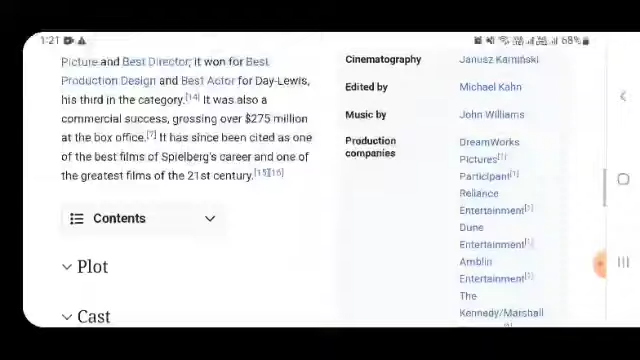 1:21 68%
Picture and Best Director; it won for Best
Production Design and Best Actor for Day-Lewis,
his third in the category.[14] It was also a
commercial success, grossing over $275 million
at the box office.[7] It has since been cited as one
of the best films of Spielberg's career and one of
the greatest films of the 21st century.[15][16]
Contents
Plot
Cast
Cinematography Janusz Kamiński
Edited by Michael Kahn
Music by John Williams
Production
companies
DreamWorks
Pictures[1]
Participant[1]
Reliance
Entertainment[1]
Dune
Entertainment[1]
Amblin
Entertainment[1]
The
Kennedy/Marshall